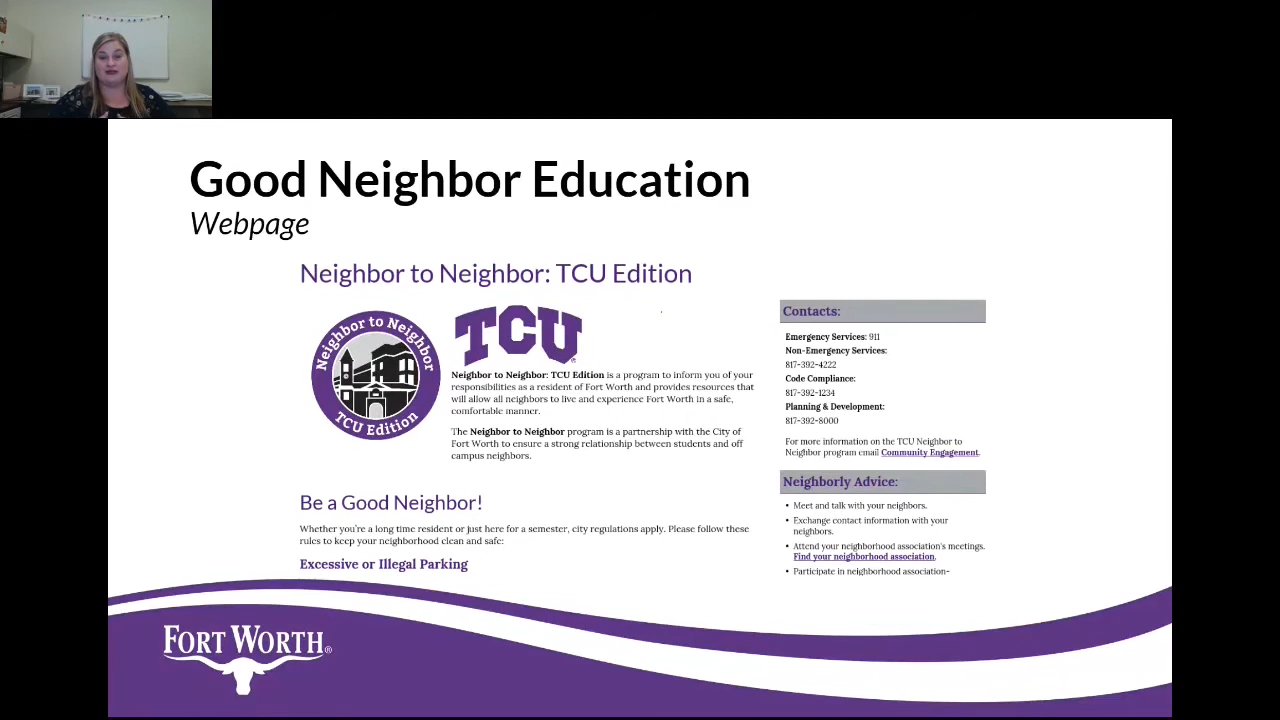 Good Neighbor Education
Webpage
Neighbor to Neighbor: TCU Edition
Neighbor to Neighbor
TCU Edition
TCU
Neighbor to Neighbor: TCU Edition is a program to inform you of your
responsibilities as a resident of Fort Worth and provides resources that
will allow all neighbors to live and experience Fort Worth in a safe,
comfortable manner.
The Neighbor to Neighbor program is a partnership with the City of
Fort Worth to ensure a strong relationship between students and off
campus neighbors.
Be a Good Neighbor!
Whether you're a long time resident or just here for a semester, city regulations apply. Please follow these
rules to keep your neighborhood clean and safe:
Excessive or Illegal Parking
Contacts:
Emergency Services: 911
Non-Emergency Services:
817-392-4222
Code Compliance:
817-392-1234
Planning & Development:
817-392-8000
For more information on the TCU Neighbor to
Neighbor program email Community Engagement.
Neighborly Advice:
• Meet and talk with your neighbors.
• Exchange contact information with your
neighbors.
• Attend your neighborhood association's meetings.
Find your neighborhood association.
• Participate in neighborhood association-
FORT WORTH®